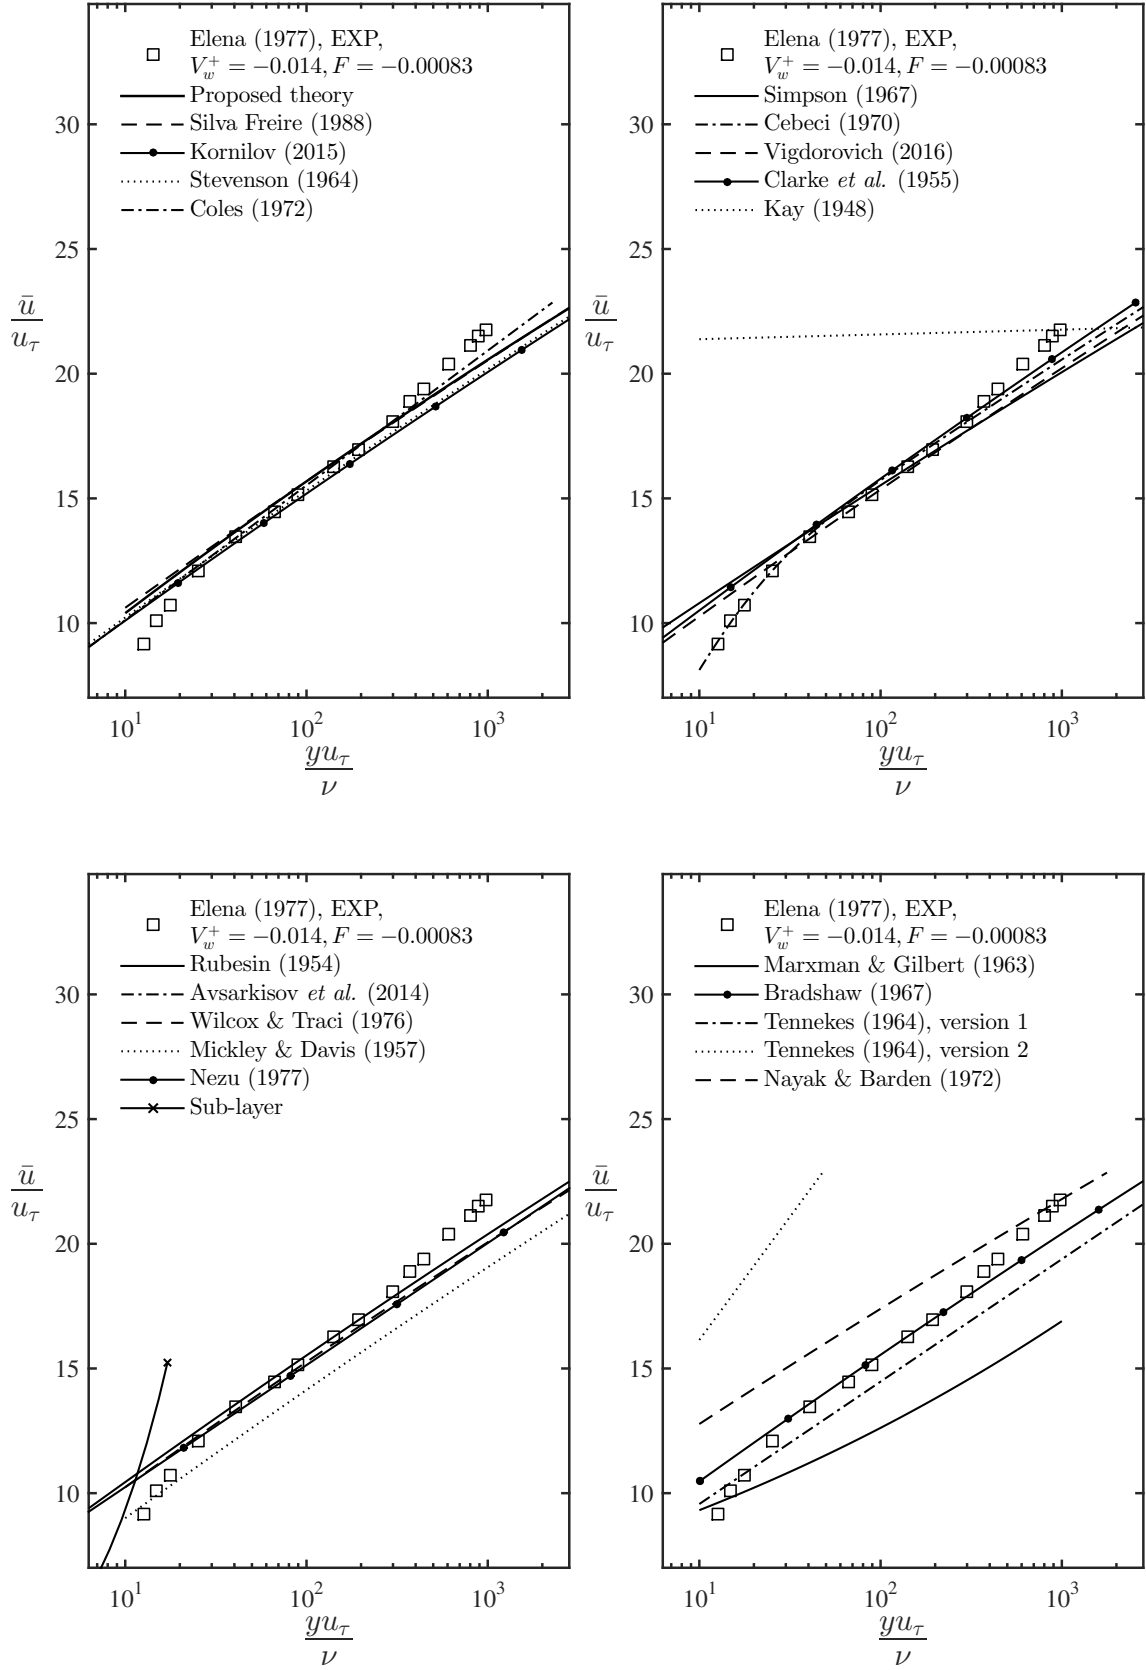 Elena (1977), EXP,
V_w^+ = −0.014, F = −0.00083
Proposed theory
Silva Freire (1988)
Kornilov (2015)
Stevenson (1964)
Coles (1972)
30
25
20
15
10
ū/u_τ
10^1 10^2 10^3
yu_τ/ν
Elena (1977), EXP,
V_w^+ = −0.014, F = −0.00083
Simpson (1967)
Cebeci (1970)
Vigdorovich (2016)
Clarke et al. (1955)
Kay (1948)
30
25
20
15
10
ū/u_τ
10^1 10^2 10^3
yu_τ/ν
Elena (1977), EXP,
V_w^+ = −0.014, F = −0.00083
Rubesin (1954)
Avsarkisov et al. (2014)
Wilcox & Traci (1976)
Mickley & Davis (1957)
Nezu (1977)
Sub-layer
30
25
20
15
10
ū/u_τ
10^1 10^2 10^3
yu_τ/ν
Elena (1977), EXP,
V_w^+ = −0.014, F = −0.00083
Marxman & Gilbert (1963)
Bradshaw (1967)
Tennekes (1964), version 1
Tennekes (1964), version 2
Nayak & Barden (1972)
30
25
20
15
10
ū/u_τ
10^1 10^2 10^3
yu_τ/ν